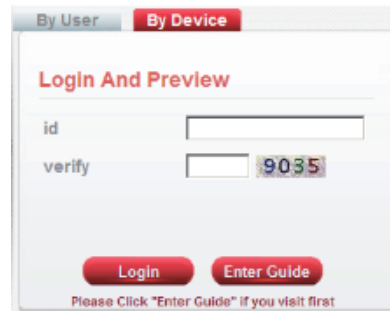 By User By Device
Login And Preview
id
verify 9035
Login Enter Guide
Please Click "Enter Guide" if you visit first